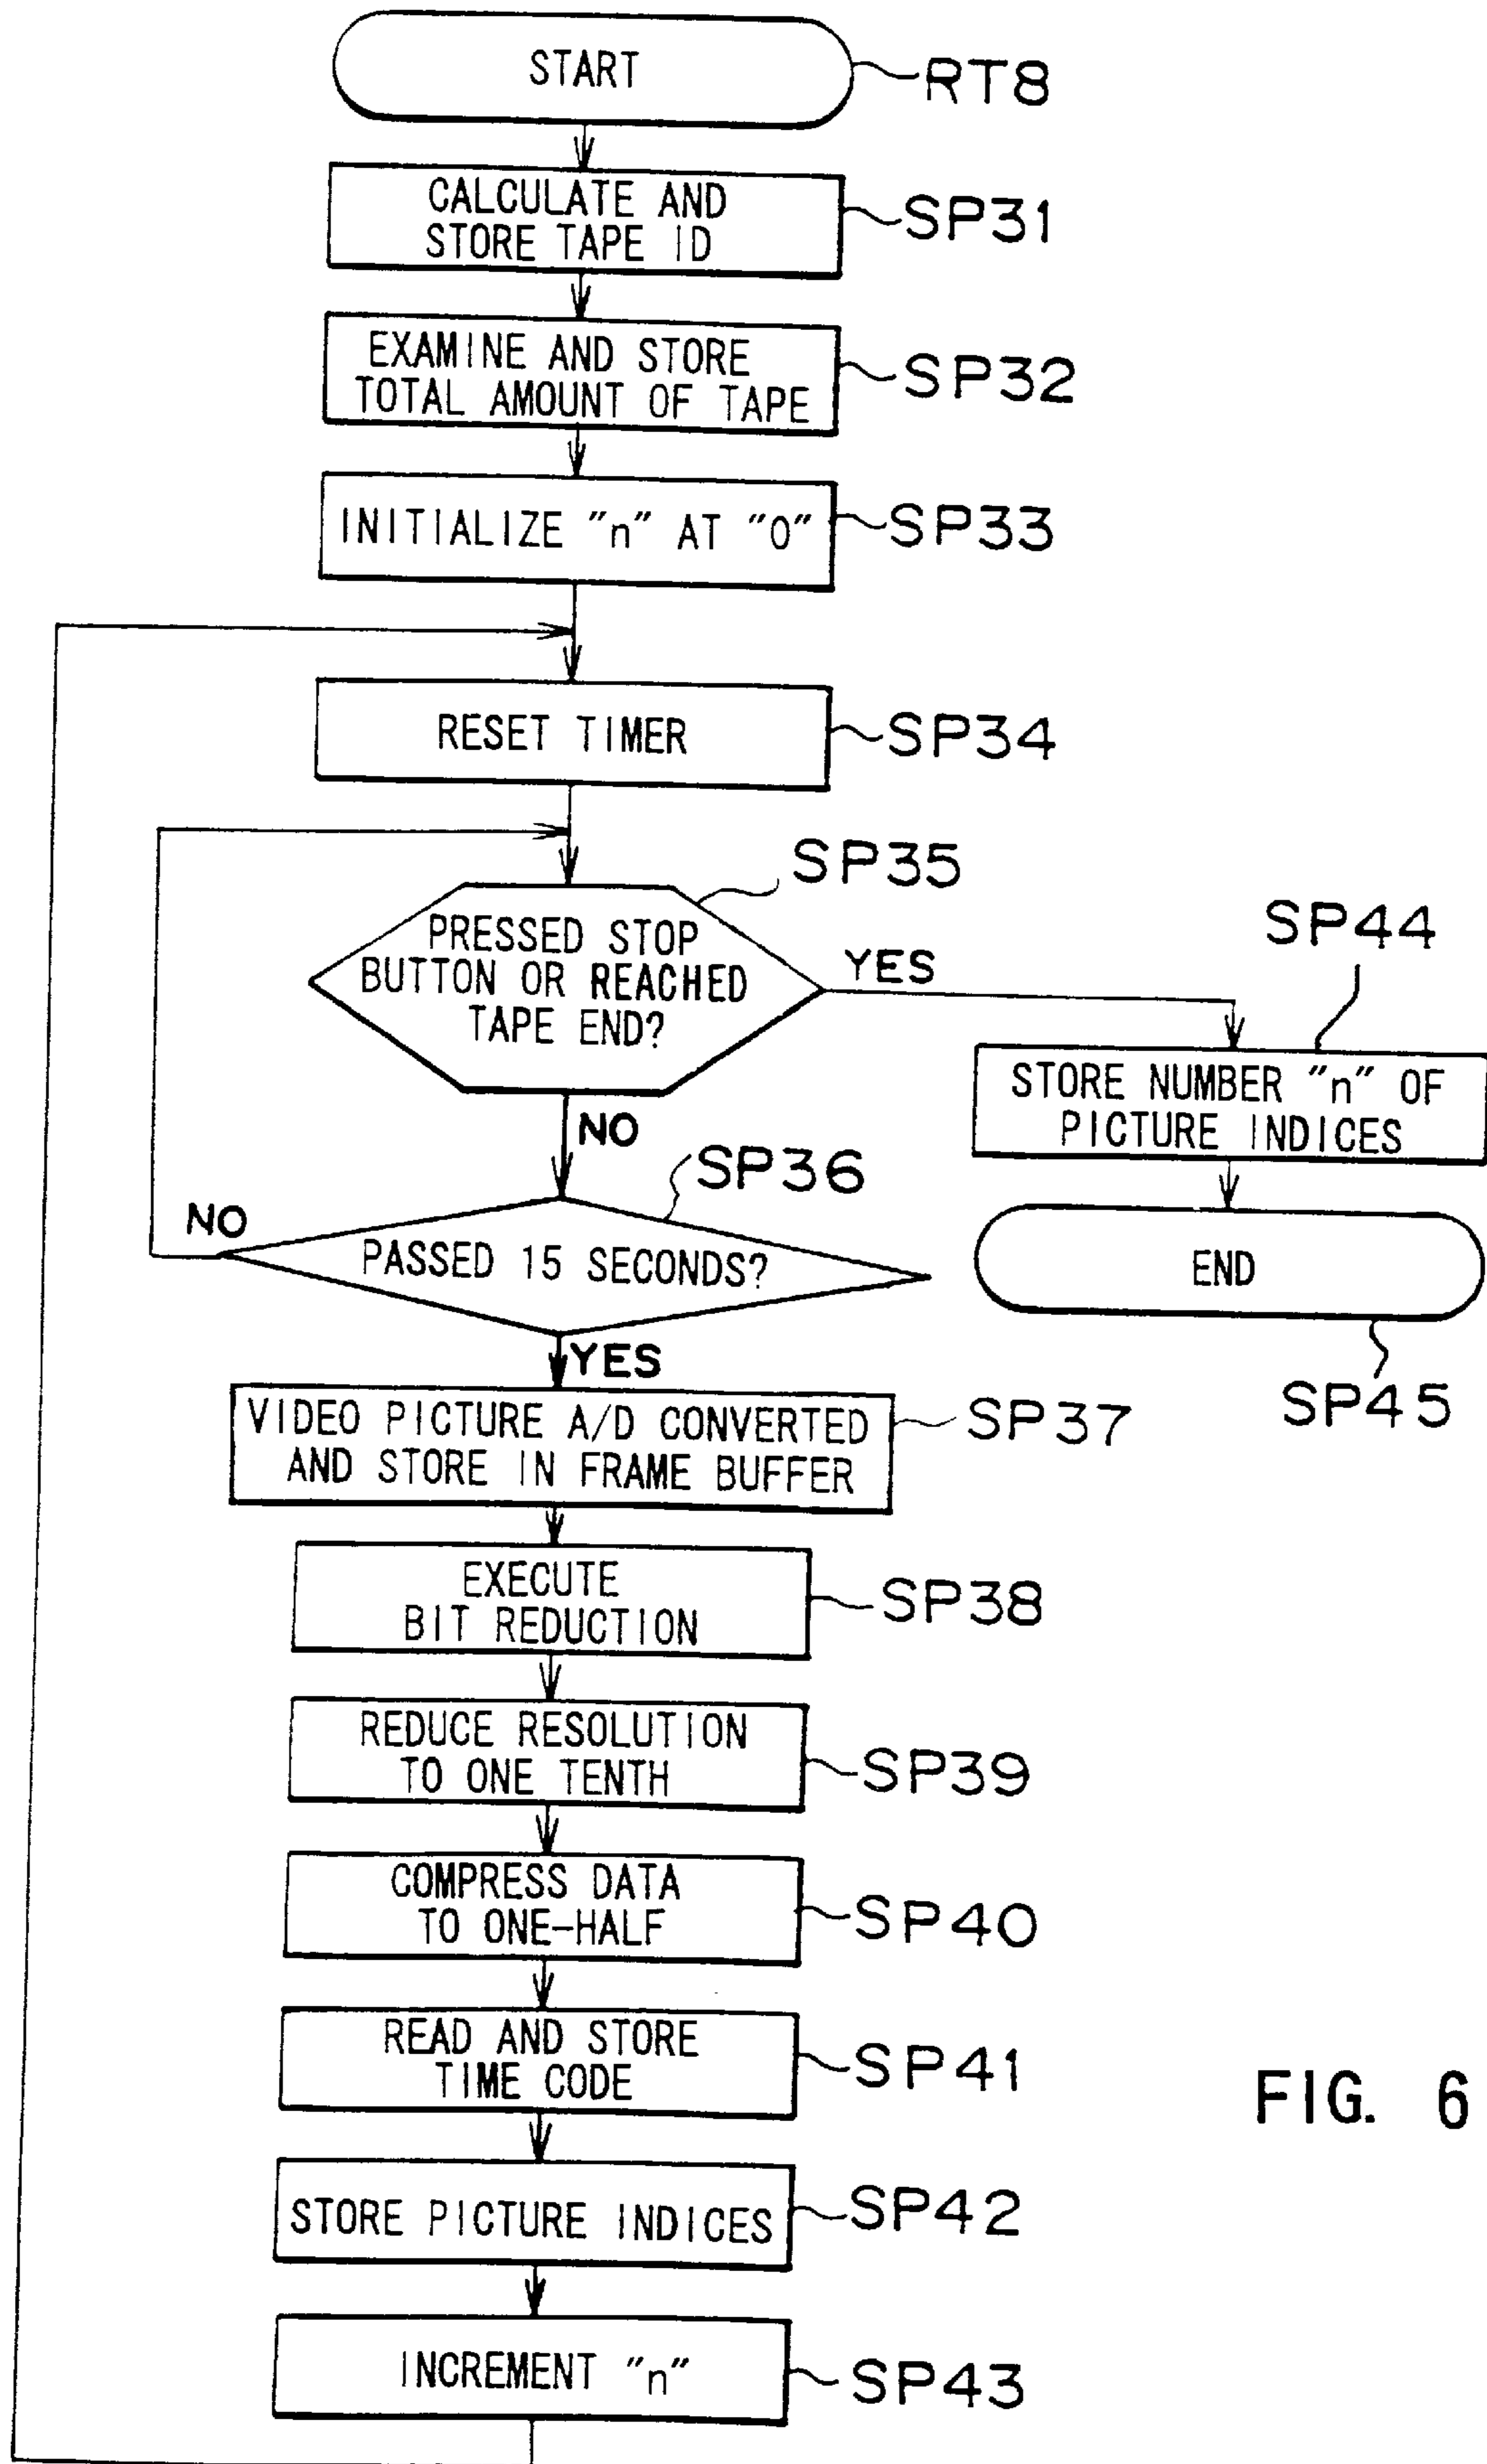 START
RT8
CALCULATE AND
STORE TAPE ID
SP31
EXAMINE AND STORE
TOTAL AMOUNT OF TAPE
SP32
INITIALIZE "n" AT "0"
SP33
RESET TIMER
SP34
SP35
PRESSED STOP
BUTTON OR REACHED
TAPE END?
YES
SP44
STORE NUMBER "n" OF
PICTURE INDICES
NO
SP36
NO
PASSED 15 SECONDS?
END
YES
SP45
VIDEO PICTURE A/D CONVERTED
AND STORE IN FRAME BUFFER
SP37
EXECUTE
BIT REDUCTION
SP38
REDUCE RESOLUTION
TO ONE TENTH
SP39
COMPRESS DATA
TO ONE-HALF
SP40
READ AND STORE
TIME CODE
SP41
FIG. 6
STORE PICTURE INDICES
SP42
INCREMENT "n"
SP43